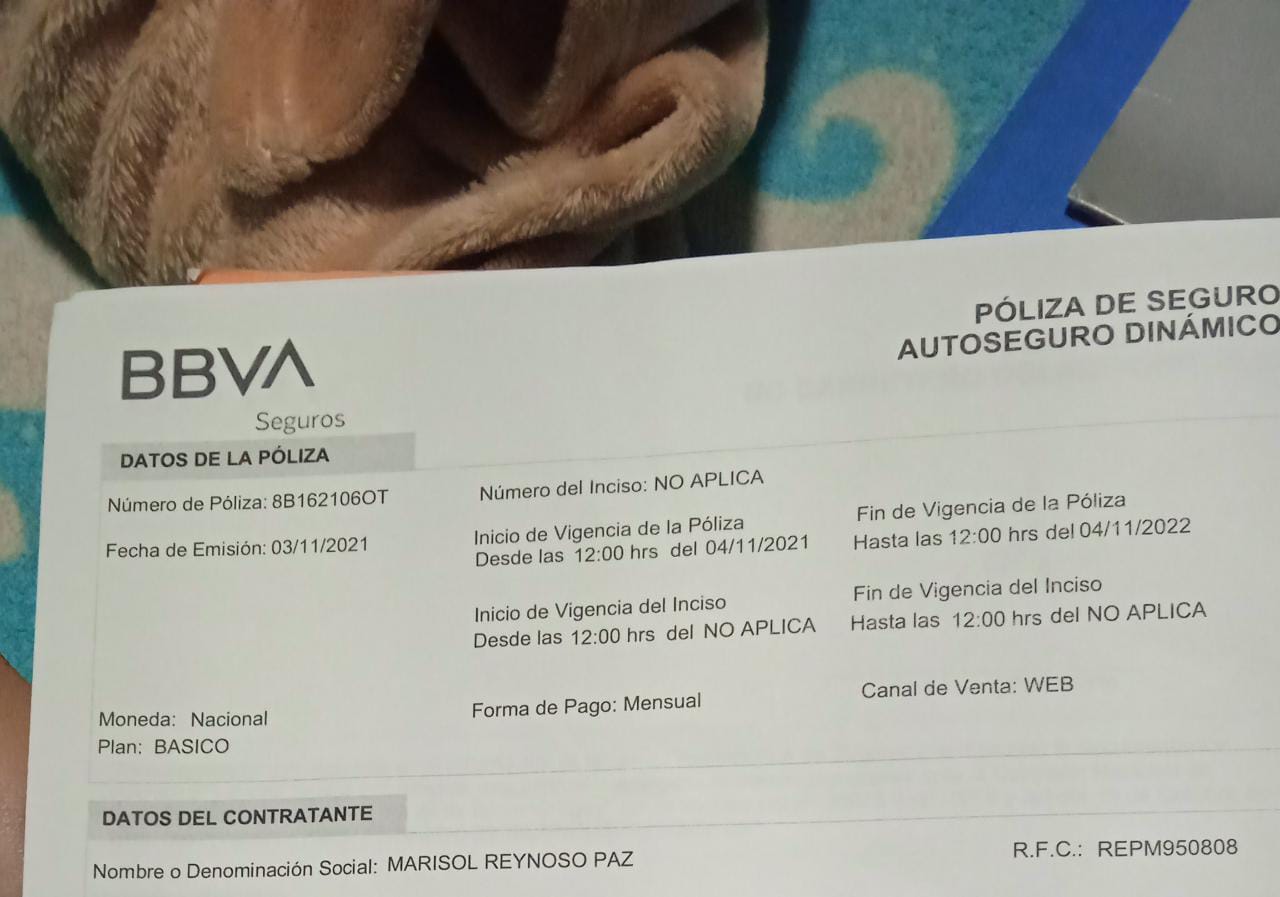 PÓLIZA DE SEGURO
AUTOSEGURO DINÁMICO
BBVA
Seguros
DATOS DE LA PÓLIZA
Número de Póliza: 8B162106OT
Número del Inciso: NO APLICA
Fecha de Emisión: 03/11/2021
Inicio de Vigencia de la Póliza
Desde las 12:00 hrs del 04/11/2021
Fin de Vigencia de la Póliza
Hasta las 12:00 hrs del 04/11/2022
Inicio de Vigencia del Inciso
Desde las 12:00 hrs del NO APLICA
Fin de Vigencia del Inciso
Hasta las 12:00 hrs del NO APLICA
Moneda: Nacional
Forma de Pago: Mensual
Canal de Venta: WEB
Plan: BASICO
DATOS DEL CONTRATANTE
Nombre o Denominación Social: MARISOL REYNOSO PAZ
R.F.C.: REPM950808